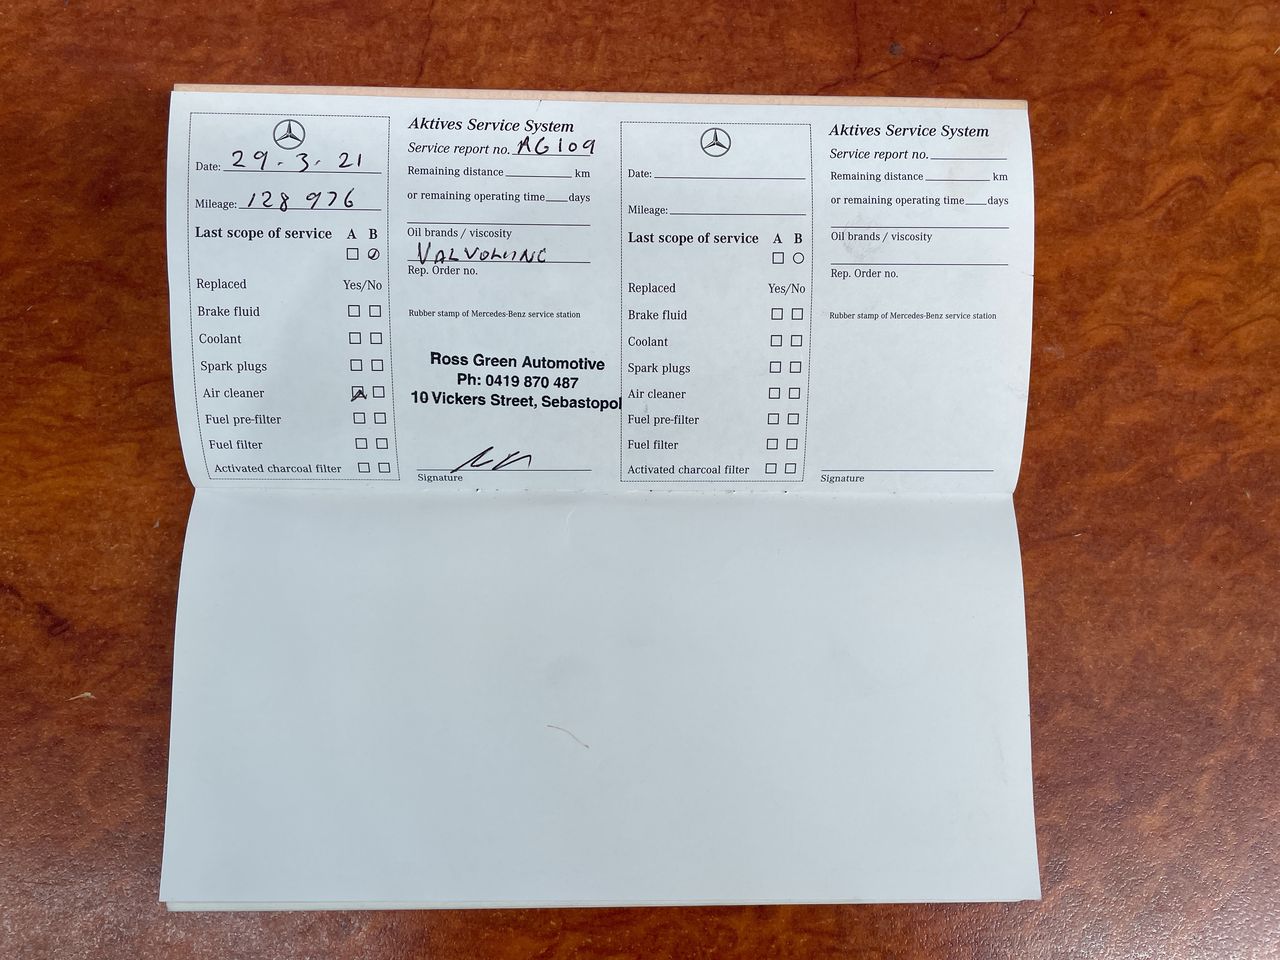 Date: 29.3.21
Mileage: 128 976
Last scope of service A B
Replaced Yes/No
Brake fluid
Coolant
Spark plugs
Air cleaner
Fuel pre-filter
Fuel filter
Activated charcoal filter
Aktives Service System
Service report no. AG109
Remaining distance km
or remaining operating time days
Oil brands / viscosity
VALVOLINE
Rep. Order no.
Rubber stamp of Mercedes-Benz service station
Ross Green Automotive
Ph: 0419 870 487
10 Vickers Street, Sebastopol
Signature
Date:
Mileage:
Last scope of service A B
Replaced Yes/No
Brake fluid
Coolant
Spark plugs
Air cleaner
Fuel pre-filter
Fuel filter
Activated charcoal filter
Aktives Service System
Service report no.
Remaining distance km
or remaining operating time days
Oil brands / viscosity
Rep. Order no.
Rubber stamp of Mercedes-Benz service station
Signature